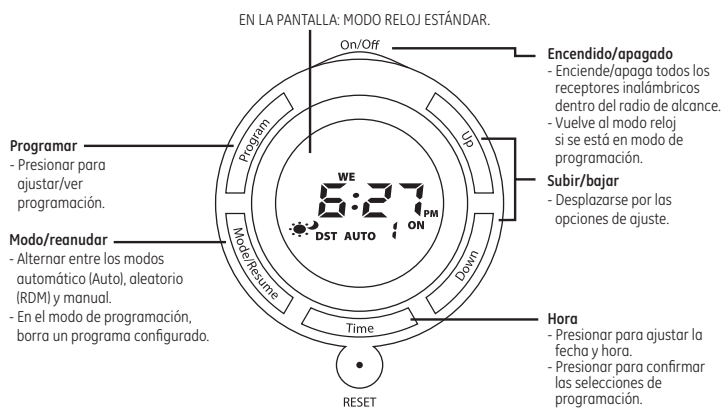 EN LA PANTALLA: MODO RELOJ ESTÁNDAR.
On/Off
Encendido/apagado
- Enciende/apaga todos los
receptores inalámbricos
dentro del radio de alcance.
- Vuelve al modo reloj
si se está en modo de
programación.
Programar
- Presionar para
ajustar/ver
programación.
Program
Up
Subir/bajar
- Desplazarse por las
opciones de ajuste.
WE
6:27 PM
DST AUTO 1 ON
Modo/reanudar
- Alternar entre los modos
automático (Auto), aleatorio
(RDM) y manual.
- En el modo de programación,
borra un programa configurado.
Mode/Resume
Down
Time
Hora
- Presionar para ajustar la
fecha y hora.
- Presionar para confirmar
las selecciones de
programación.
RESET